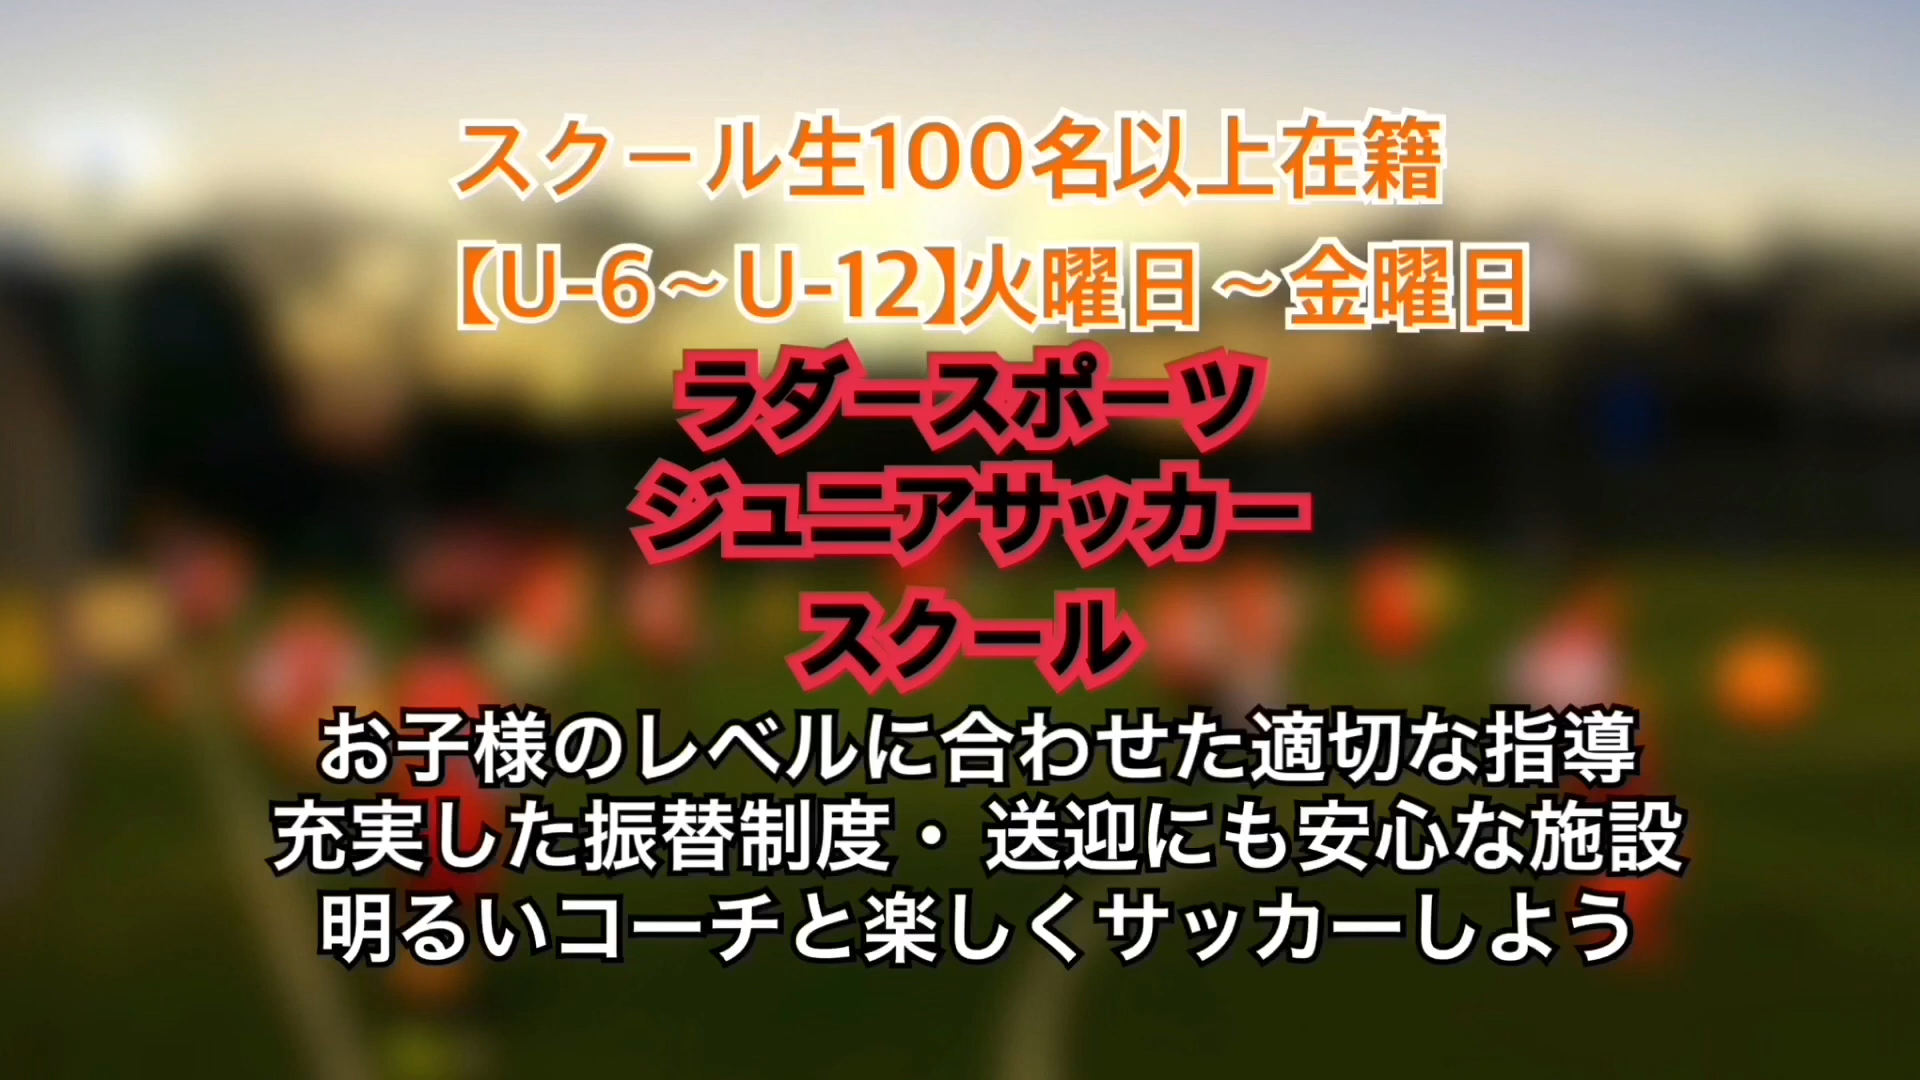 スクール生100名以上在籍
【U-6～U-12】火曜日～金曜日
ラダースポーツ
ジュニアサッカー
スクール
お子様のレベルに合わせた適切な指導
充実した振替制度・ 送迎にも安心な施設
明るいコーチと楽しくサッカーしよう